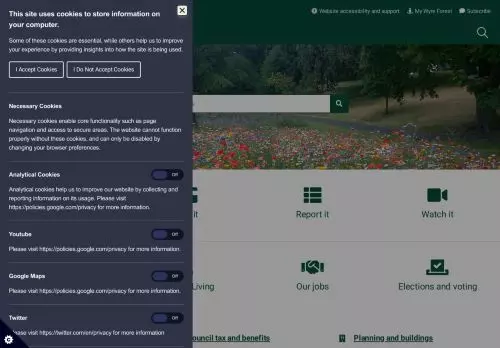 This site uses cookies to store information on
your computer.
Some of these cookies are essential, while others help us to improve
your experience by providing insights into how the site is being used.
I Accept Cookies
I Do Not Accept Cookies
Necessary Cookies
Necessary cookies enable core functionality such as page
navigation and access to secure areas. The website cannot function
properly without these cookies, and can only be disabled by
changing your browser preferences.
Analytical Cookies
Off
Analytical cookies help us to improve our website by collecting and
reporting information on its usage. Please visit
https://policies.google.com/privacy for more information.
Youtube
Off
Please visit https://policies.google.com/privacy for more information.
Google Maps
Off
Please visit https://policies.google.com/privacy for more information.
Twitter
Off
Please visit https://twitter.com/en/privacy for more information
Website accessibility and support
My Wyre Forest
Subscribe
it
Report it
Watch it
Living
Our jobs
Elections and voting
ouncil tax and benefits
Planning and buildings